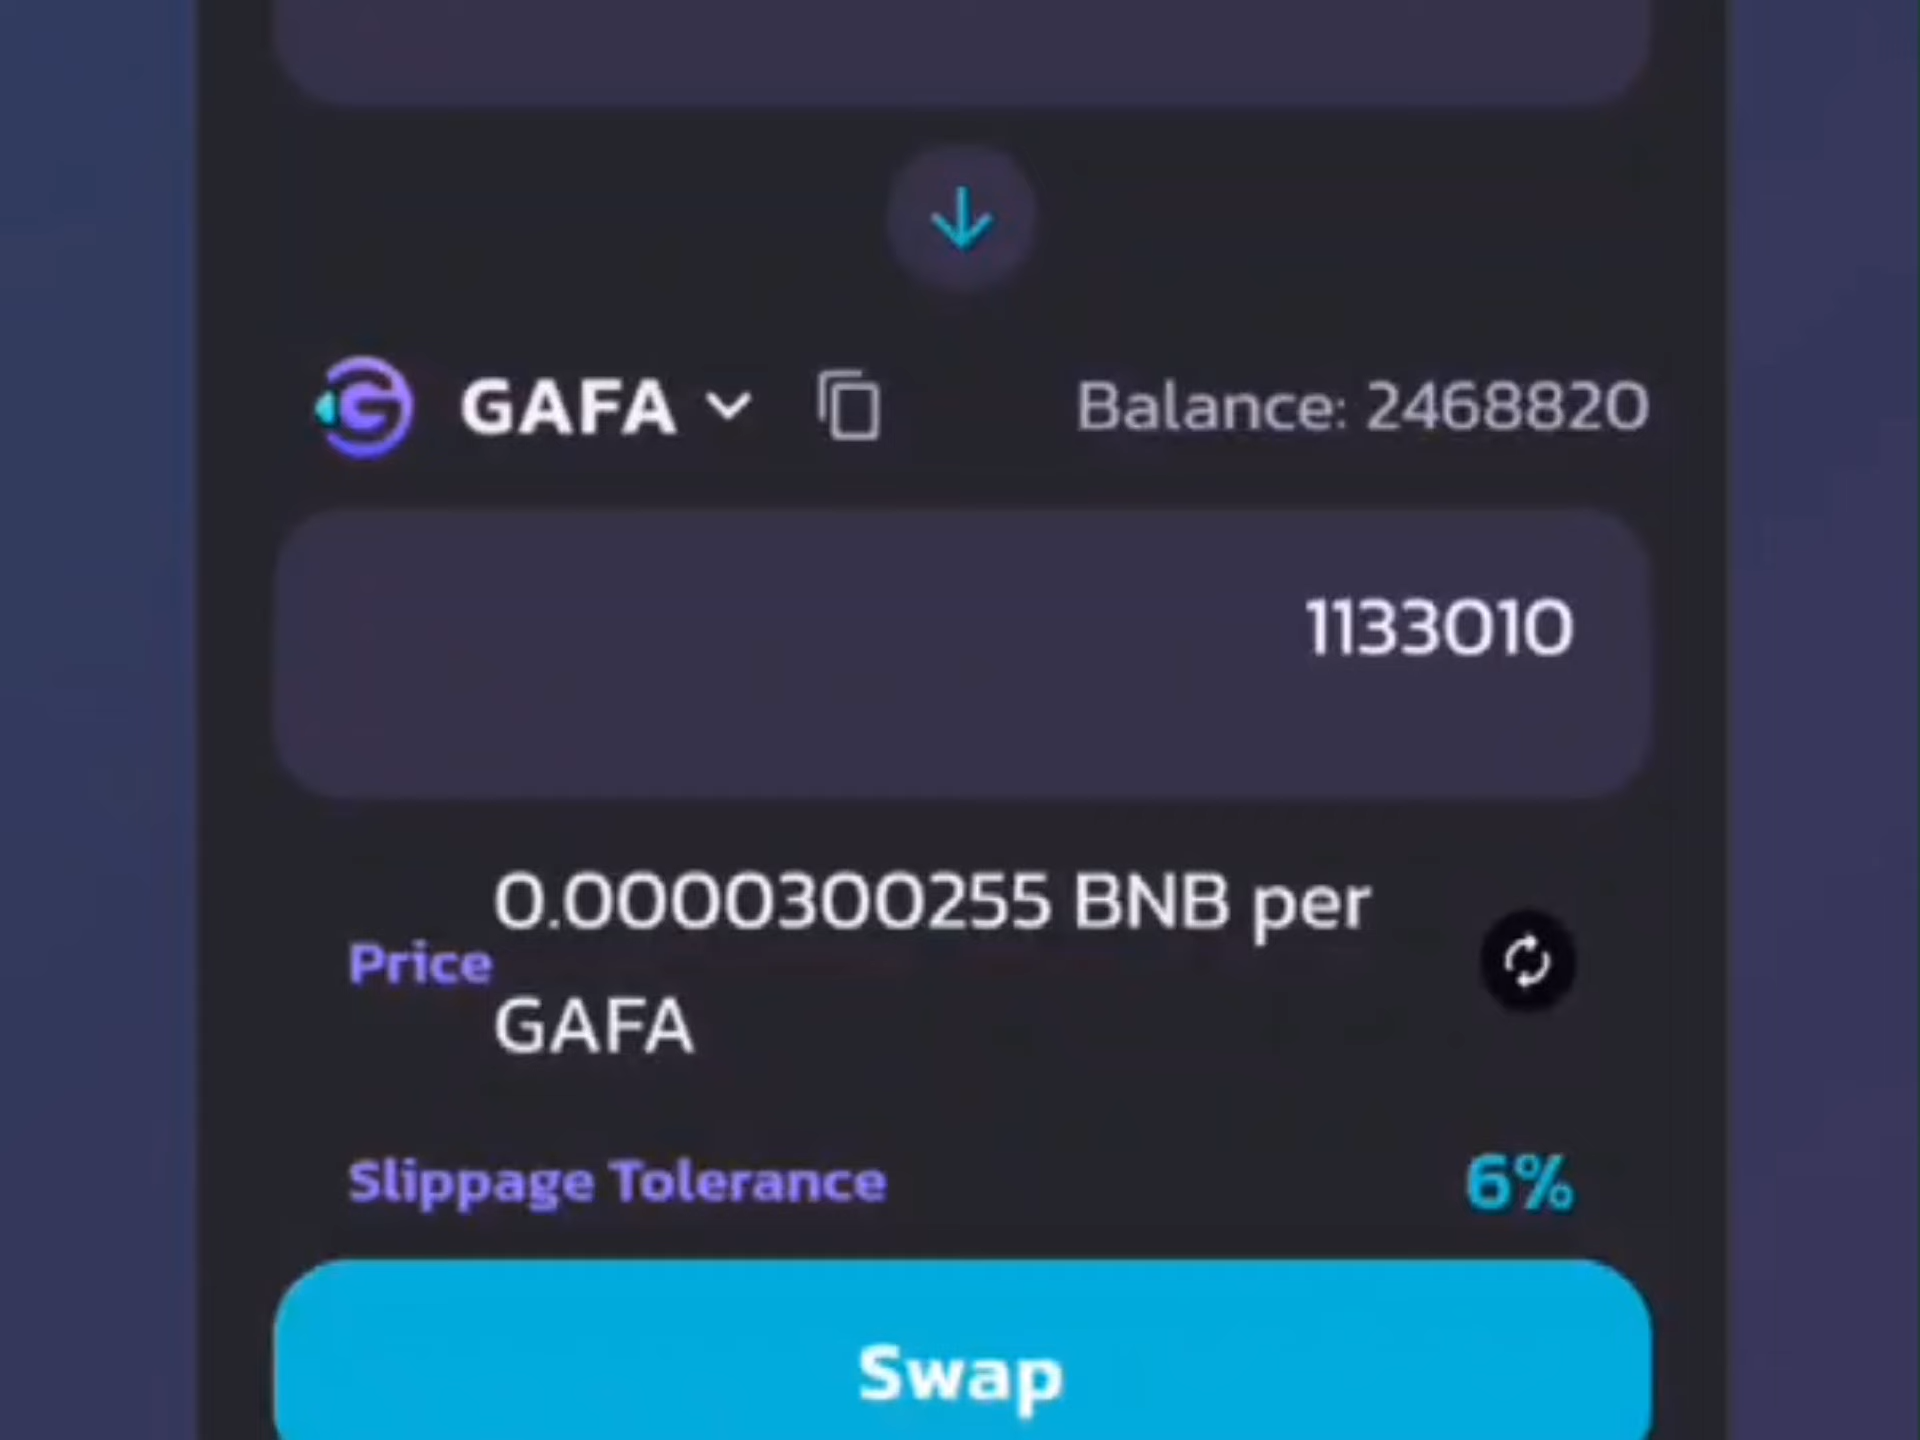 GAFA Balance: 2468820
1133010
Price 0.0000300255 BNB per
GAFA
Slippage Tolerance 6%
Swap